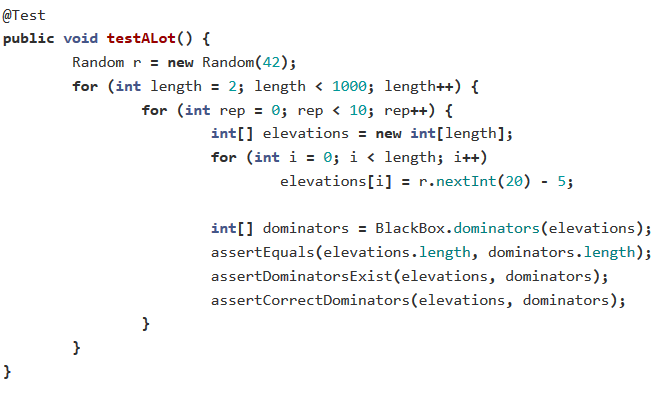 @Test
public void testALot() {
Random r = new Random(42);
for (int length = 2; length < 1000; length++) {
for (int rep = 0; rep < 10; rep++) {
int[] elevations = new int[length];
for (int i = 0; i < length; i++)
elevations[i] = r.nextInt(20) - 5;
int[] dominators = BlackBox.dominators(elevations);
assertEquals(elevations.length, dominators.length);
assertDominatorsExist(elevations, dominators);
assertCorrectDominators(elevations, dominators);
}
}
}